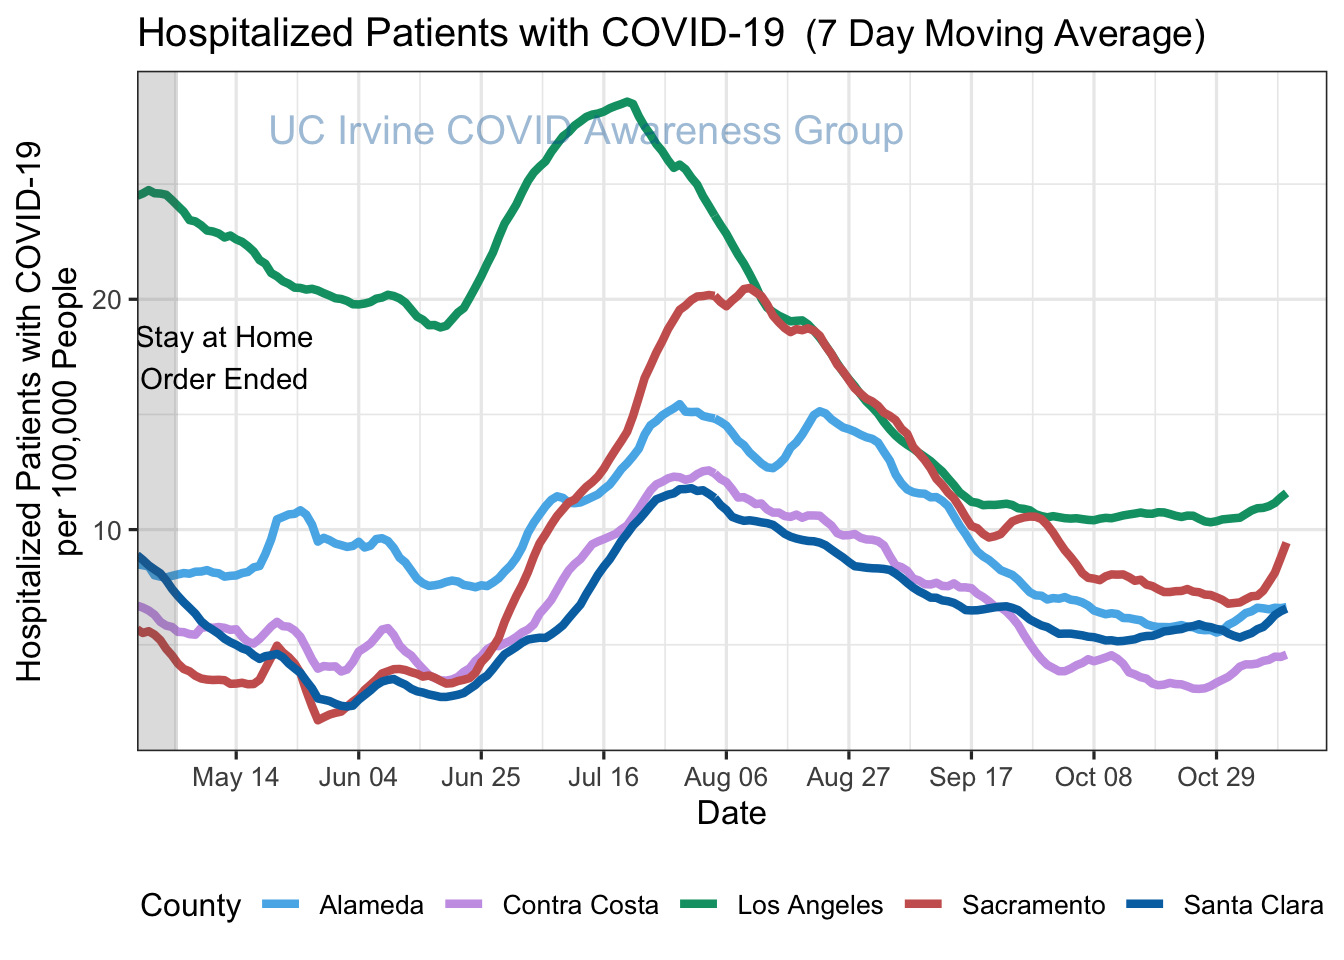 Hospitalized Patients with COVID-19  (7 Day Moving Average)
UC Irvine COVID Awareness Group
Hospitalized Patients with COVID-19
per 100,000 People
20
10
Stay at Home
Order Ended
May 14 Jun 04 Jun 25 Jul 16 Aug 06 Aug 27 Sep 17 Oct 08 Oct 29
Date
County Alameda Contra Costa Los Angeles Sacramento Santa Clara